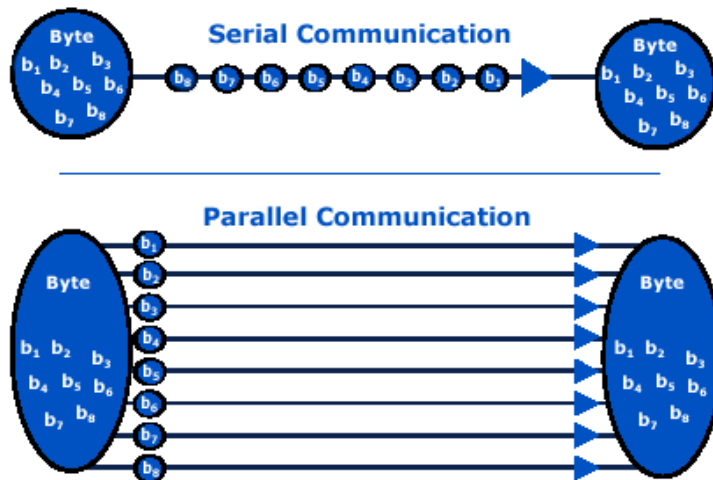 Serial Communication
Byte
b₁ b₂ b₃
b₄ b₅ b₆
b₇ b₈
b₈ b₇ b₆ b₅ b₄ b₃ b₂ b₁
Byte
b₁ b₂ b₃
b₄ b₅ b₆
b₇ b₈
Parallel Communication
Byte
b₁ b₂ b₃
b₄ b₅ b₆
b₇ b₈
b₁
b₂
b₃
b₄
b₅
b₆
b₇
b₈
Byte
b₁ b₂ b₃
b₄ b₅ b₆
b₇ b₈